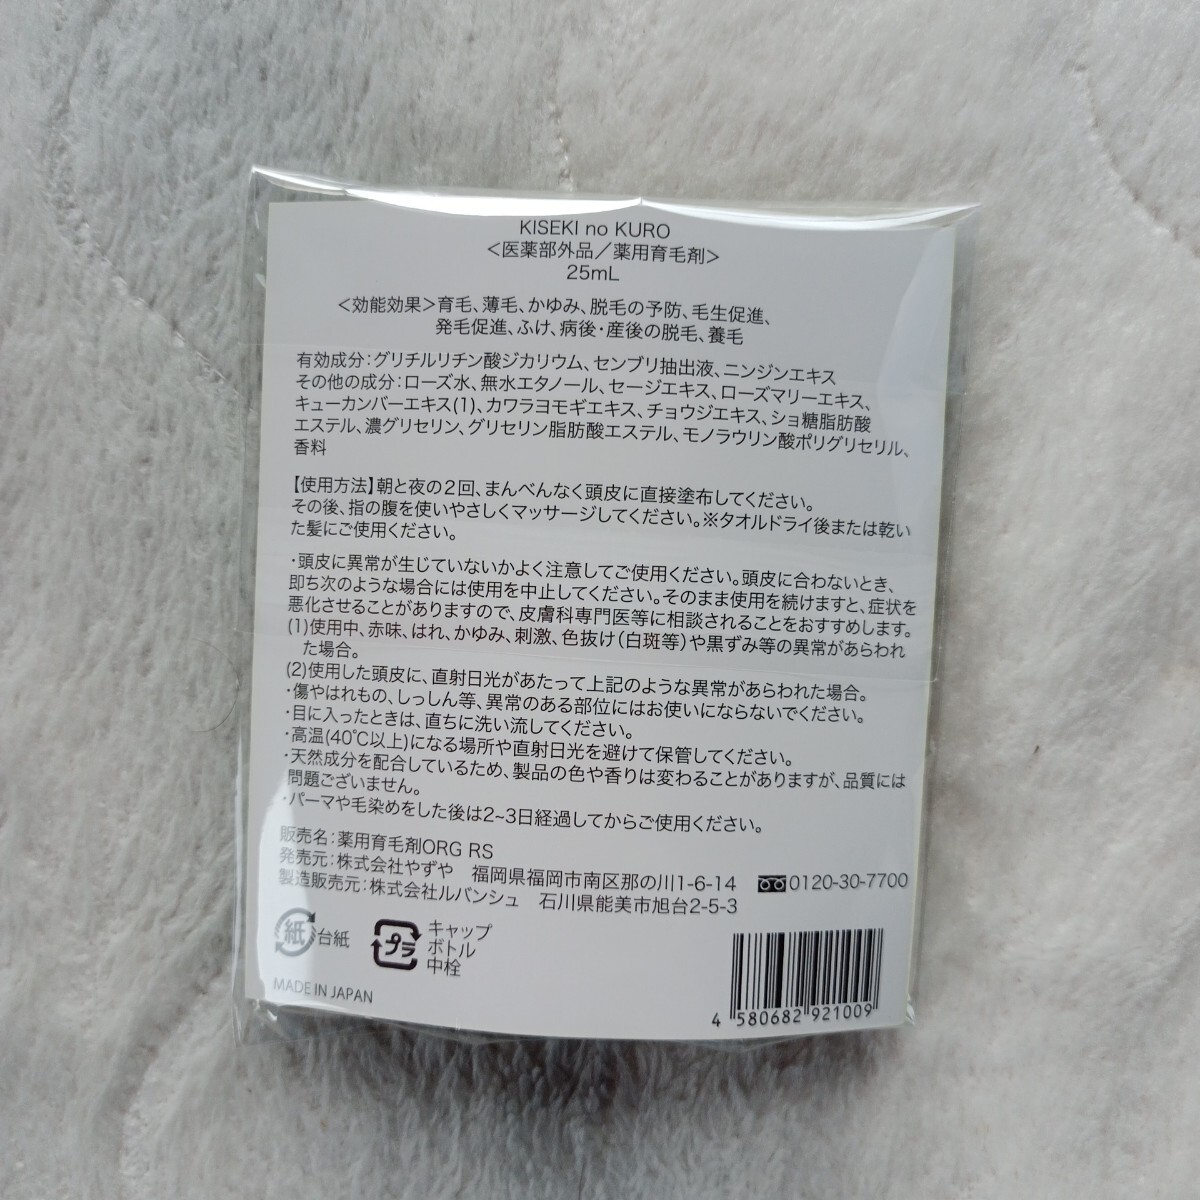 KISEKI no KURO
＜医薬部外品／薬用育毛剤＞
25mL
＜効能効果＞育毛、薄毛、かゆみ、脱毛の予防、毛生促進、
発毛促進、ふけ、病後・産後の脱毛、養毛
有効成分：グリチルリチン酸ジカリウム、センブリ抽出液、ニンジンエキス
その他の成分：ローズ水、無水エタノール、セージエキス、ローズマリーエキス、
キューカンバーエキス(1)、カワラヨモギエキス、チョウジエキス、ショ糖脂肪酸
エステル、濃グリセリン、グリセリン脂肪酸エステル、モノラウリン酸ポリグリセリル、
香料
【使用方法】朝と夜の2回、まんべんなく頭皮に直接塗布してください。
その後、指の腹を使いやさしくマッサージしてください。※タオルドライ後または乾い
た髪にご使用ください。
・頭皮に異常が生じていないかよく注意してご使用ください。頭皮に合わないとき、
即ち次のような場合には使用を中止してください。そのまま使用を続けますと、症状を
悪化させることがありますので、皮膚科専門医等に相談されることをおすすめします。
(1)使用中、赤味、はれ、かゆみ、刺激、色抜け(白斑等)や黒ずみ等の異常があらわれ
た場合。
(2)使用した頭皮に、直射日光があたって上記のような異常があらわれた場合。
・傷やはれもの、しっしん等、異常のある部位にはお使いにならないでください。
・目に入ったときは、直ちに洗い流してください。
・高温(40℃以上)になる場所や直射日光を避けて保管してください。
・天然成分を配合しているため、製品の色や香りは変わることがありますが、品質には
問題ございません。
・パーマや毛染めをした後は2~3日経過してからご使用ください。
販売名：薬用育毛剤ORG RS
発売元：株式会社やずや 福岡県福岡市南区那の川1-6-14 0120-30-7700
製造販売元：株式会社ルバンシュ 石川県能美市旭台2-5-3
紙 台紙
プラ キャップ
ボトル
中栓
MADE IN JAPAN
4 580682 921009